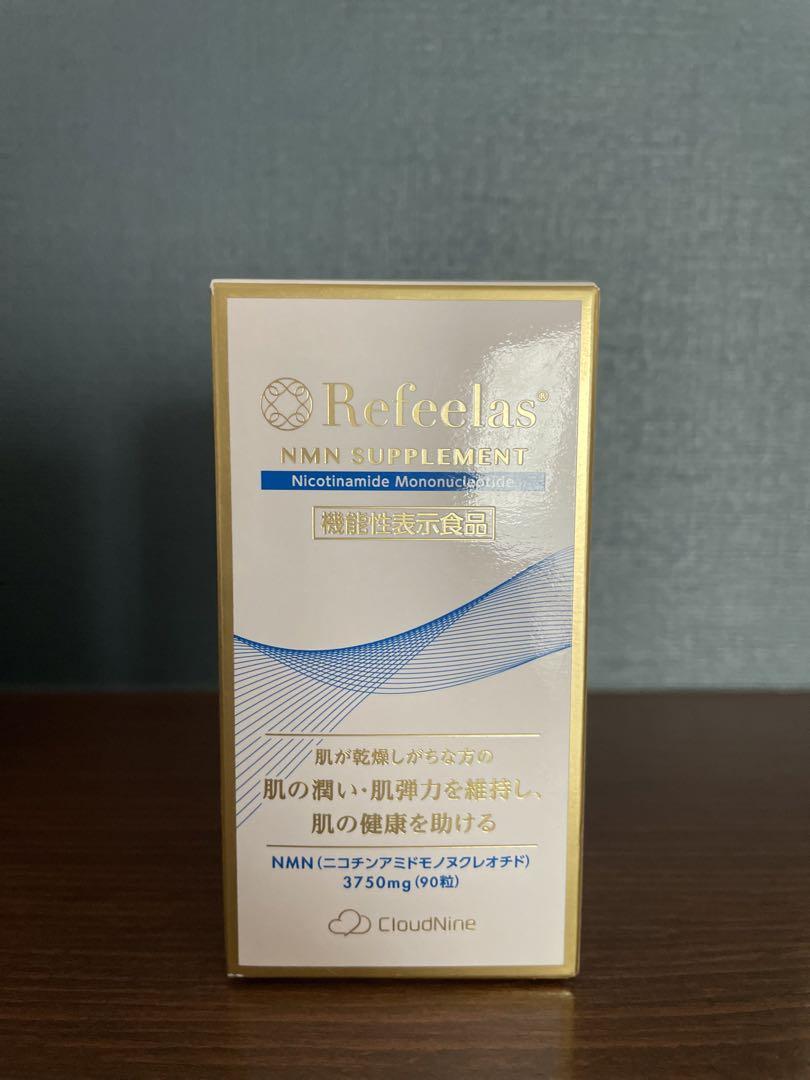 Refeelas®
NMN SUPPLEMENT
Nicotinamide Mononucleotide
機能性表示食品
肌が乾燥しがちな方の
肌の潤い・肌弾力を維持し、
肌の健康を助ける
NMN（ニコチンアミドモノヌクレオチド）
3750mg（90粒）
CloudNine